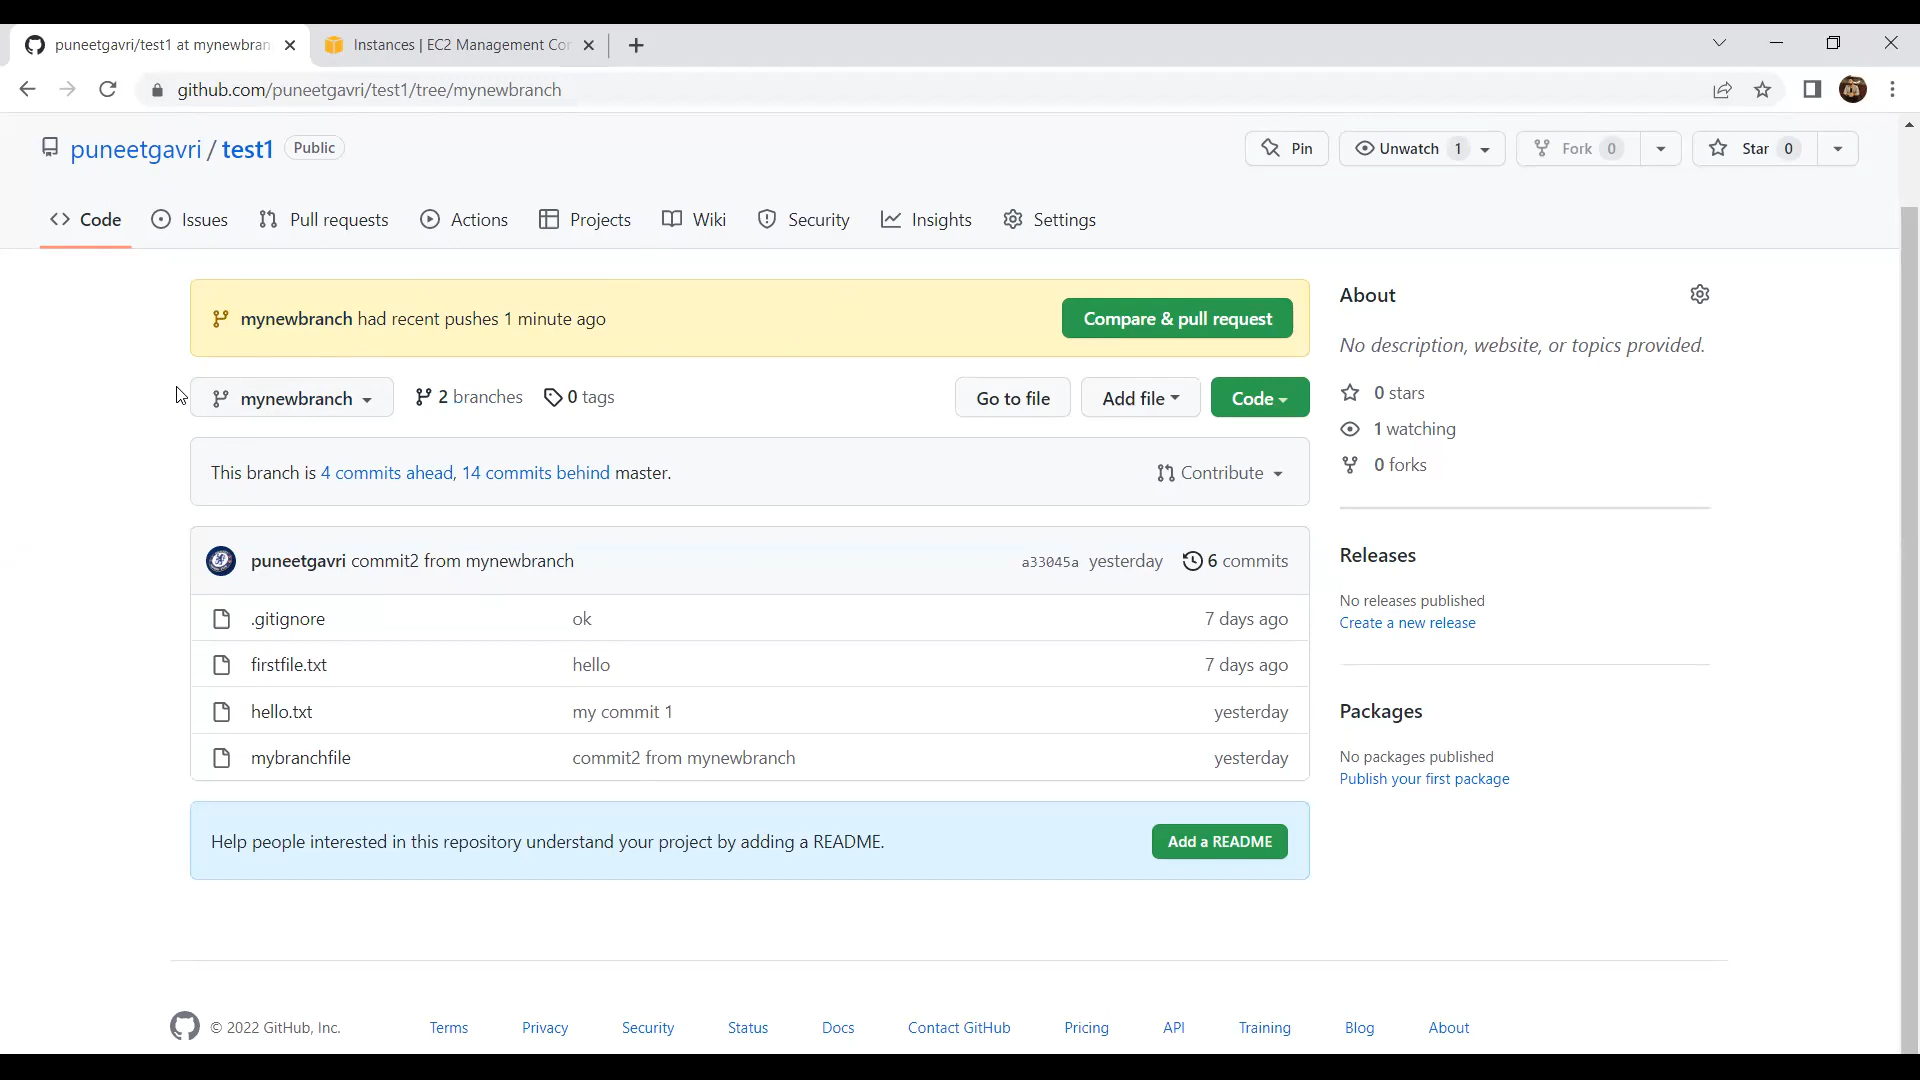 puneetgavri/test1 at mynewbran
Instances | EC2 Management Cor
github.com/puneetgavri/test1/tree/mynewbranch
puneetgavri / test1 Public
Pin
Unwatch 1
Fork 0
Star 0
Code
Issues
Pull requests
Actions
Projects
Wiki
Security
Insights
Settings
mynewbranch had recent pushes 1 minute ago
Compare & pull request
mynewbranch
2 branches
0 tags
Go to file
Add file
Code
This branch is 4 commits ahead, 14 commits behind master.
Contribute
puneetgavri commit2 from mynewbranch
a33045a yesterday
6 commits
.gitignore ok 7 days ago
firstfile.txt hello 7 days ago
hello.txt my commit 1 yesterday
mybranchfile commit2 from mynewbranch yesterday
Help people interested in this repository understand your project by adding a README.
Add a README
About
No description, website, or topics provided.
0 stars
1 watching
0 forks
Releases
No releases published
Create a new release
Packages
No packages published
Publish your first package
© 2022 GitHub, Inc.
Terms
Privacy
Security
Status
Docs
Contact GitHub
Pricing
API
Training
Blog
About